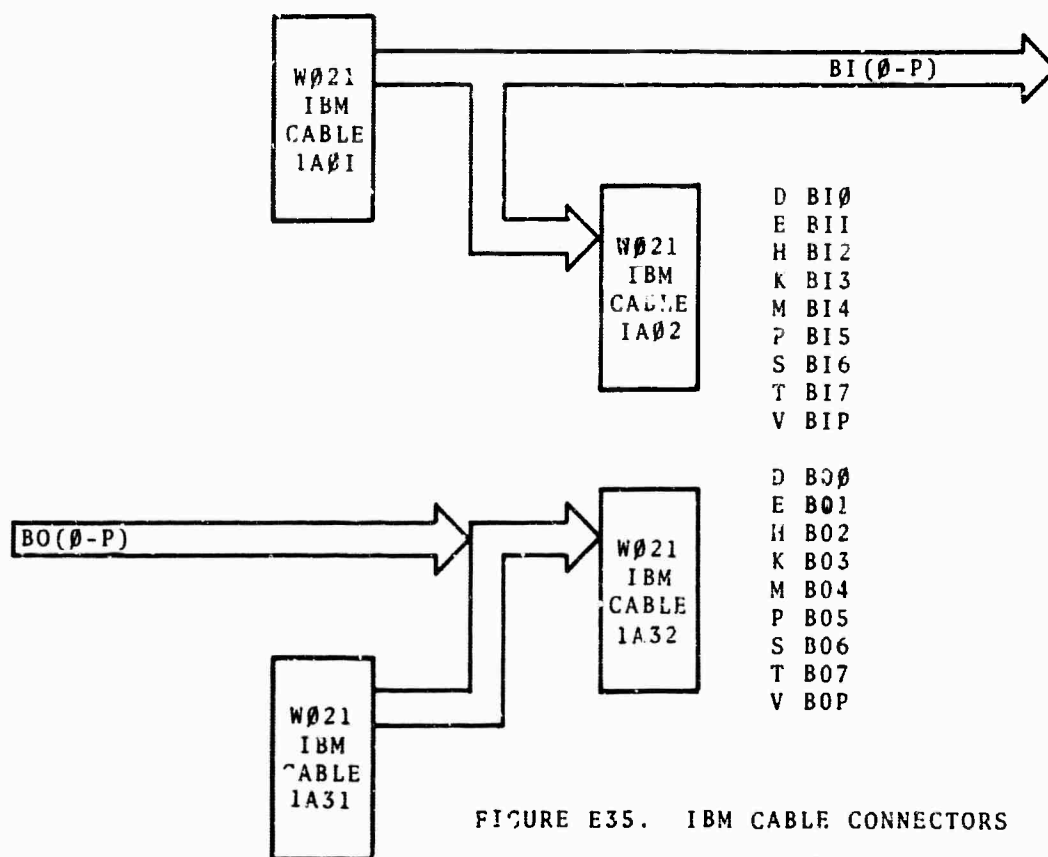 WØ21
IBM
CABLE
1AØ1
BI(Ø-P)
WØ21
IBM
CABLE
IAØ2
D BIØ
E BI1
H BI2
K BI3
M BI4
P BI5
S BI6
T BI7
V BIP
BO(Ø-P)
WØ21
IBM
CABLE
1A32
D BOØ
E BO1
H BO2
K BO3
M BO4
P BO5
S BO6
T BO7
V BOP
WØ21
IBM
CABLE
1A31
FIGURE E35. IBM CABLE CONNECTORS